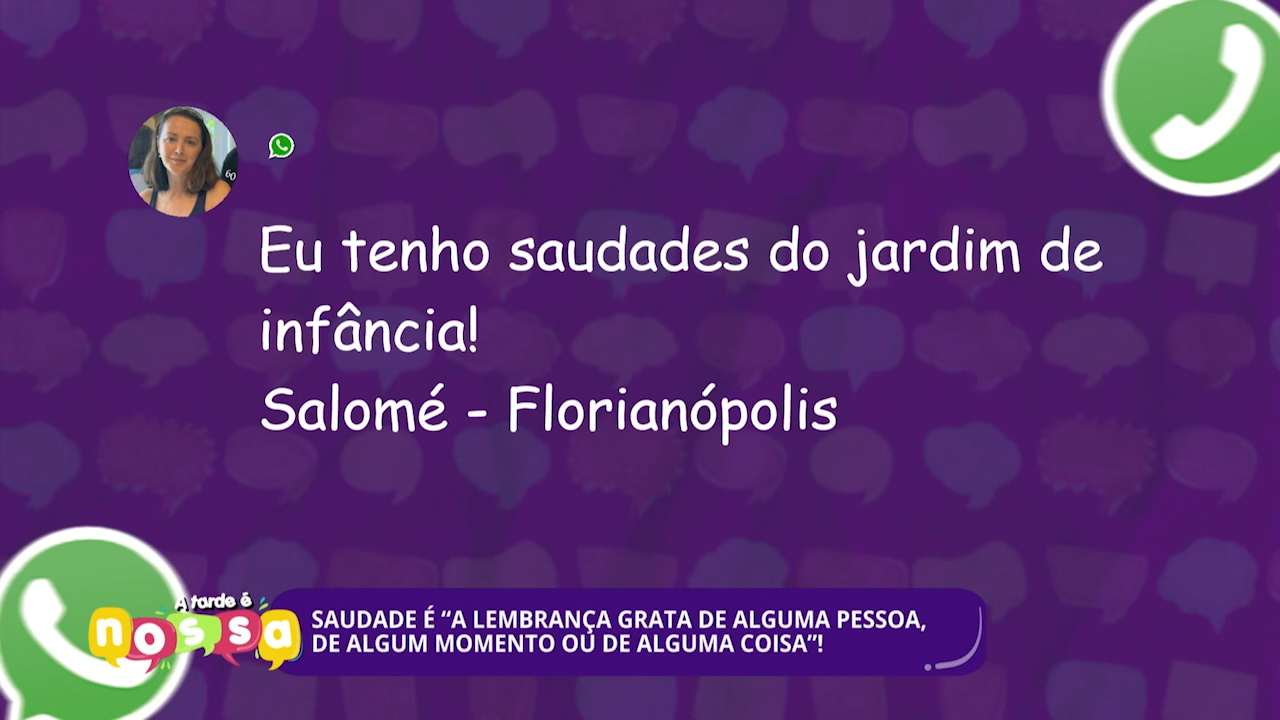 60
Eu tenho saudades do jardim de
infância!
Salomé - Florianópolis
A tarde é
nossa
SAUDADE É “A LEMBRANÇA GRATA DE ALGUMA PESSOA,
DE ALGUM MOMENTO OU DE ALGUMA COISA”!